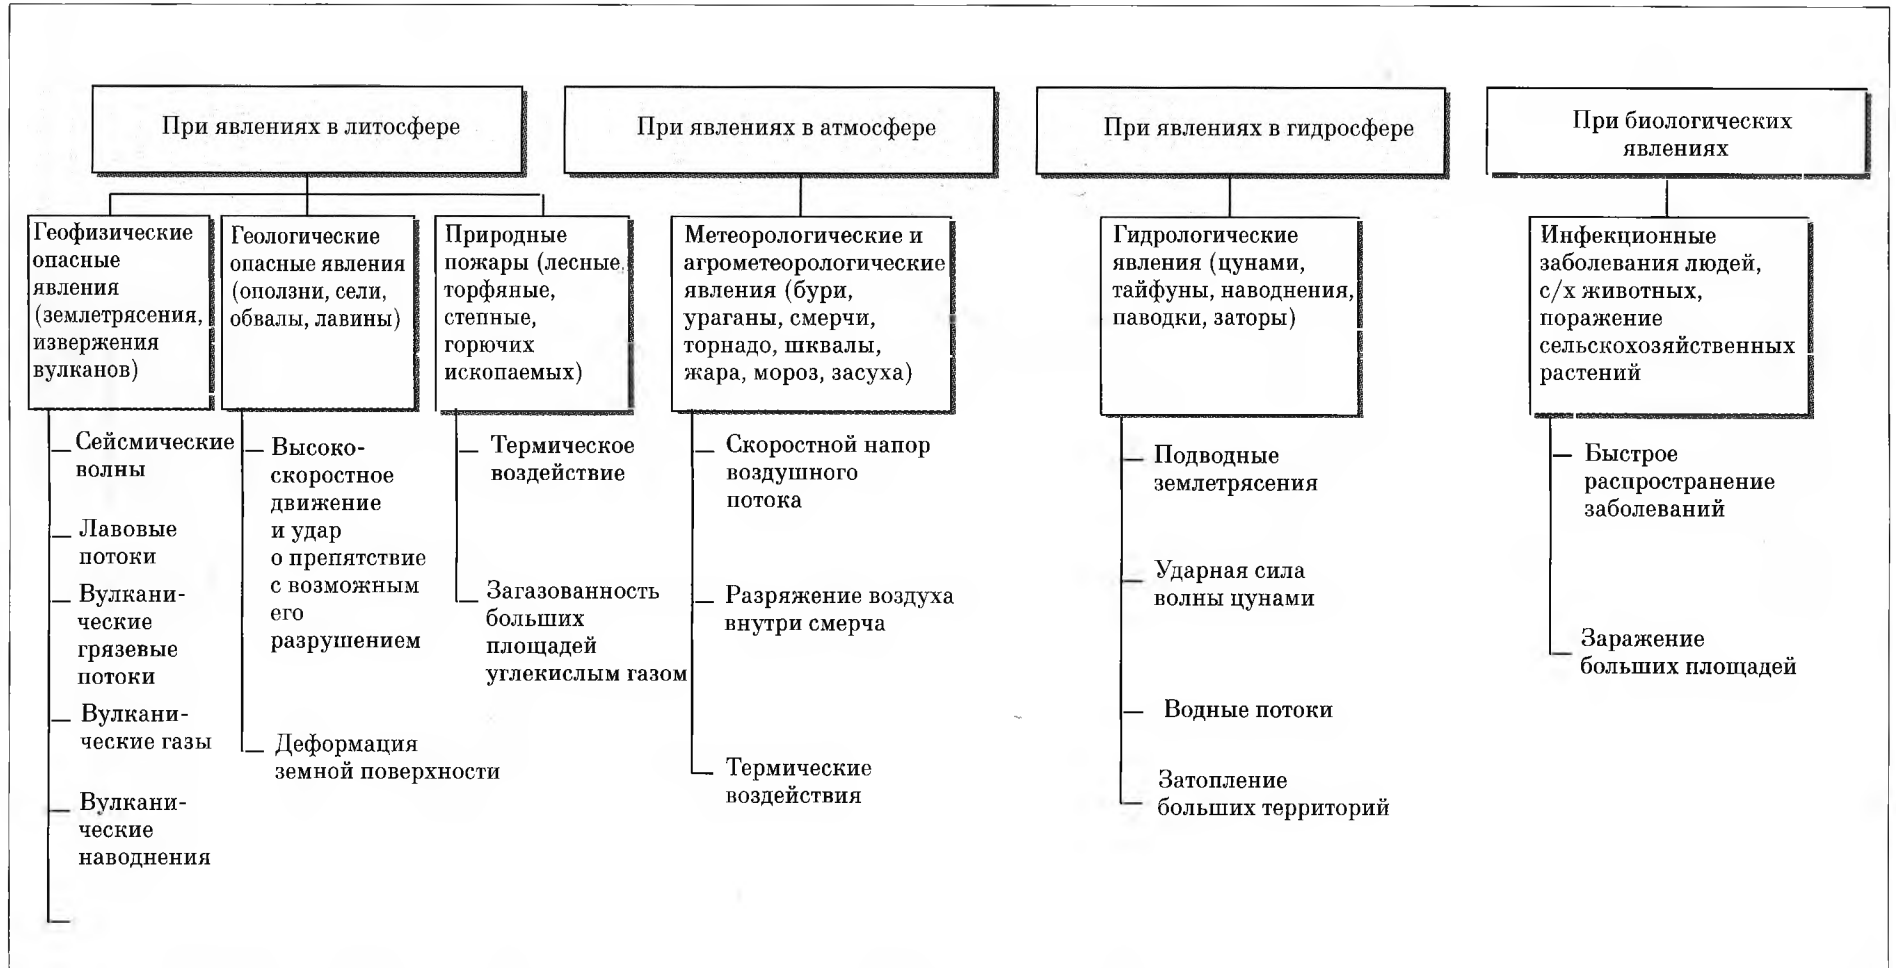 При явлениях в литосфере
При явлениях в атмосфере
При явлениях в гидросфере
При биологических
явлениях
Геофизические
опасные
явления
(землетрясения,
извержения
вулканов)
Геологические
опасные явления
(оползни, сели,
обвалы, лавины)
Природные
пожары (лесные,
торфяные,
степные,
горючих
ископаемых)
Метеорологические и
агрометеорологические
явления (бури,
ураганы, смерчи,
торнадо, шквалы,
жара, мороз, засуха)
Гидрологические
явления (цунами,
тайфуны, наводнения,
паводки, заторы)
Инфекционные
заболевания людей,
с/х животных,
поражение
сельскохозяйственных
растений
Сейсмические
волны
Лавовые
потоки
Вулкани-
ческие
грязевые
потоки
Вулкани-
ческие газы
Вулкани-
ческие
наводнения
Высоко-
скоростное
движение
и удар
о препятствие
с возможным
его
разрушением
Деформация
земной поверхности
Термическое
воздействие
Загазованность
больших
площадей
углекислым газом
Скоростной напор
воздушного
потока
Разряжение воздуха
внутри смерча
Термические
воздействия
Подводные
землетрясения
Ударная сила
волны цунами
Водные потоки
Затопление
больших территорий
Быстрое
распространение
заболеваний
Заражение
больших площадей